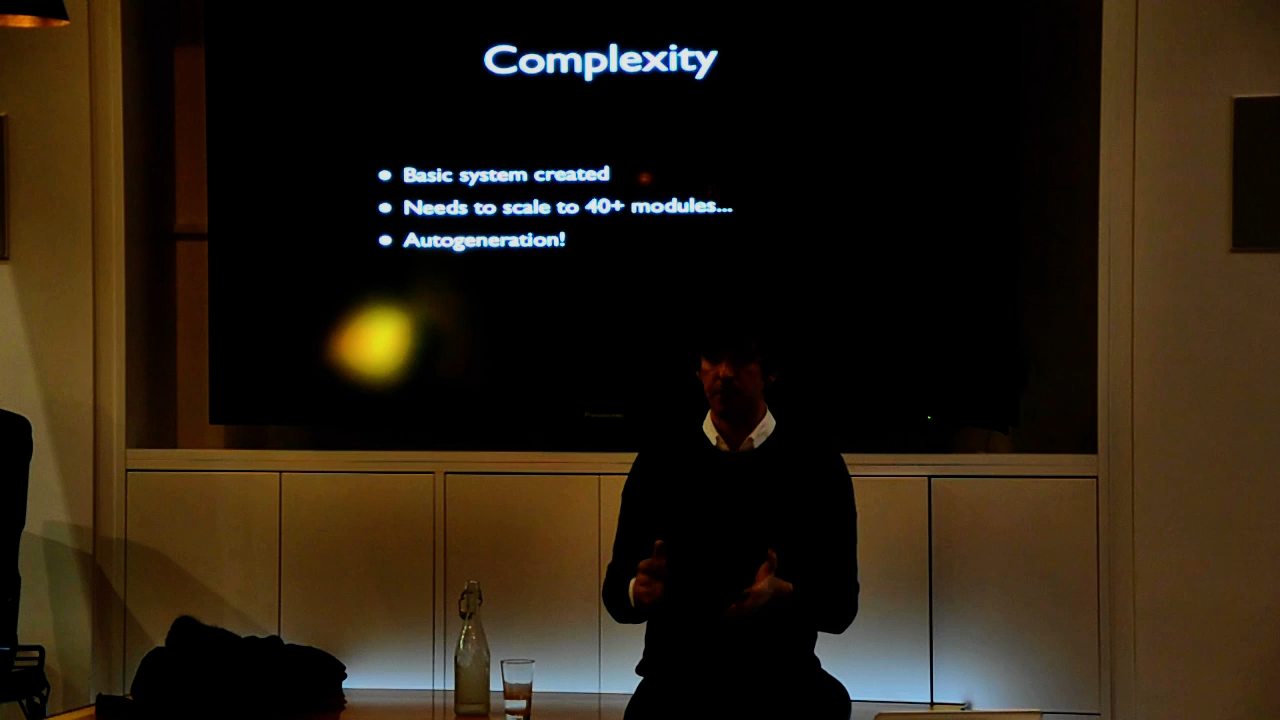 Complexity
Basic system created
Needs to scale to 40+ modules...
Autogeneration!